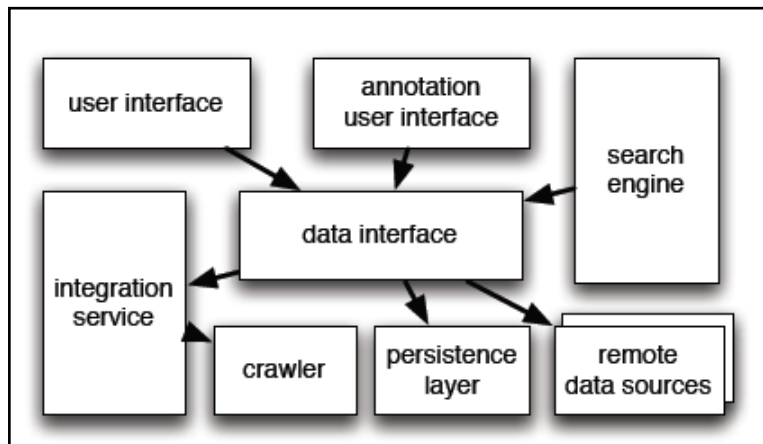 user interface
annotation
user interface
search
engine
data interface
integration
service
crawler
persistence
layer
remote
data sources